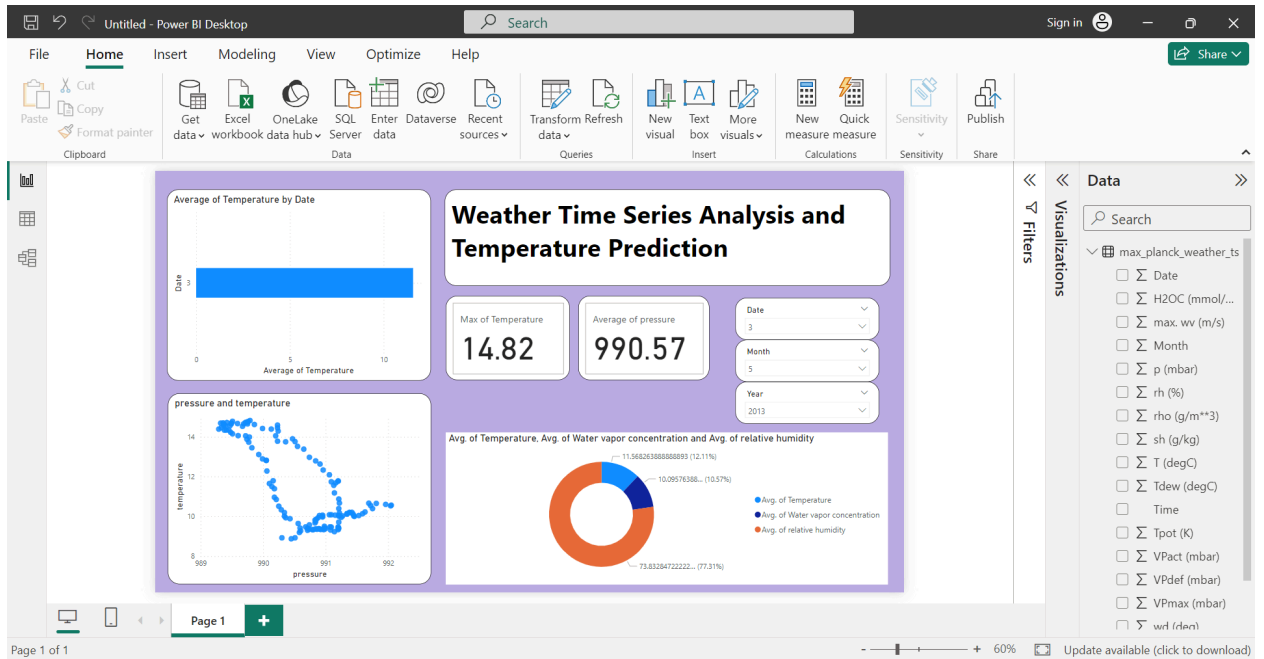 Untitled - Power BI Desktop
Search
Sign in
File Home Insert Modeling View Optimize Help
Share
Paste
Cut
Copy
Format painter
Clipboard
Get data
Excel workbook
OneLake data hub
SQL Server
Enter data
Dataverse
Recent sources
Data
Transform data
Refresh
Queries
New visual
Text box
More visuals
Insert
New measure
Quick measure
Calculations
Sensitivity
Sensitivity
Publish
Share
Average of Temperature by Date
Date
3
0 5 10
Average of Temperature
Weather Time Series Analysis and
Temperature Prediction
Max of Temperature
14.82
Average of pressure
990.57
Date
3
Month
5
Year
2013
pressure and temperature
temperature
14
12
10
8
989 990 991 992
pressure
Avg. of Temperature, Avg. of Water vapor concentration and Avg. of relative humidity
11.568263888888893 (12.11%)
10.09576388... (10.57%)
73.83284722222... (77.31%)
Avg. of Temperature
Avg. of Water vapor concentration
Avg. of relative humidity
Filters
Visualizations
Data
Search
max_planck_weather_ts
Date
H2OC (mmol/...
max. wv (m/s)
Month
p (mbar)
rh (%)
rho (g/m**3)
sh (g/kg)
T (degC)
Tdew (degC)
Time
Tpot (K)
VPact (mbar)
VPdef (mbar)
VPmax (mbar)
wd (deg)
Page 1
Page 1 of 1
- + 60%
Update available (click to download)